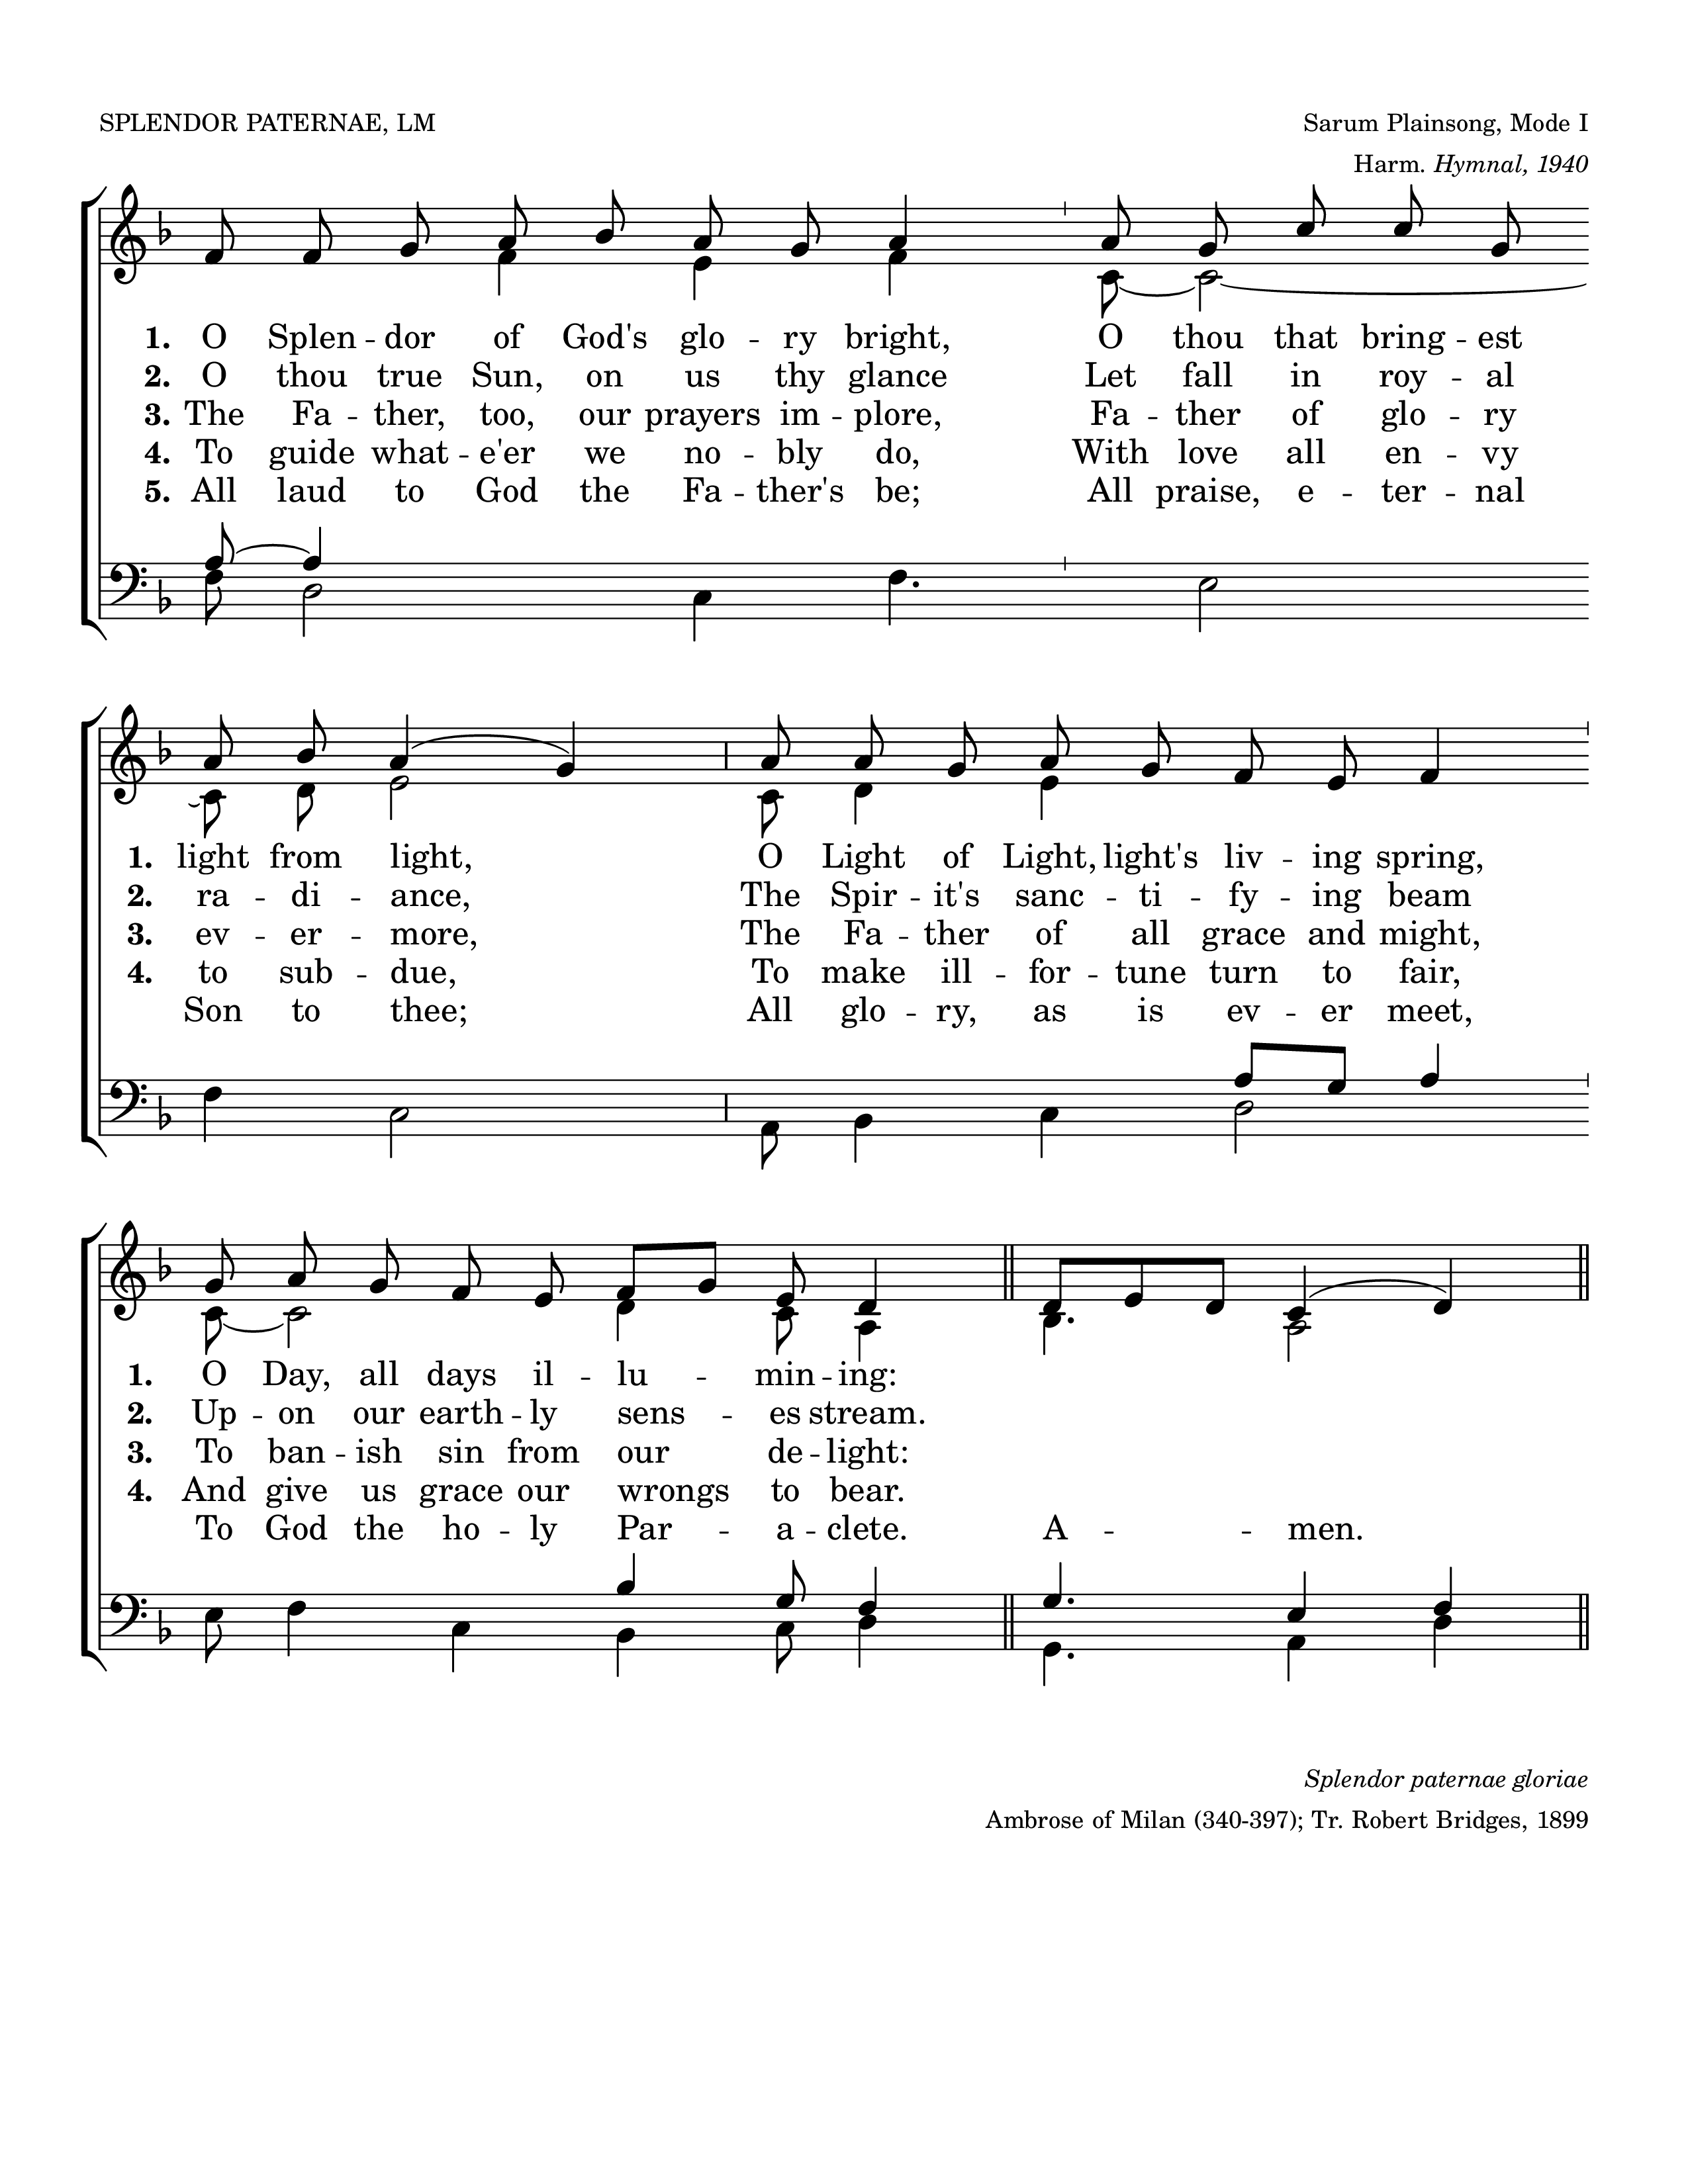 SPLENDOR PATERNAE, LM
Sarum Plainsong, Mode I
Harm. Hymnal, 1940
1. O Splen - dor of God's glo - ry bright, O thou that bring - est
2. O thou true Sun, on us thy glance Let fall in roy - al
3. The Fa - ther, too, our prayers im - plore, Fa - ther of glo - ry
4. To guide what - e'er we no - bly do, With love all en - vy
5. All laud to God the Fa - ther's be; All praise, e - ter - nal
1. light from light, O Light of Light, light's liv - ing spring,
2. ra - di - ance, The Spir - it's sanc - ti - fy - ing beam
3. ev - er - more, The Fa - ther of all grace and might,
4. to sub - due, To make ill - for - tune turn to fair,
Son to thee; All glo - ry, as is ev - er meet,
1. O Day, all days il - lu - min - ing:
2. Up - on our earth - ly sens - es stream.
3. To ban - ish sin from our de - light:
4. And give us grace our wrongs to bear.
To God the ho - ly Par - a - clete. A - men.
Splendor paternae gloriae
Ambrose of Milan (340-397); Tr. Robert Bridges, 1899